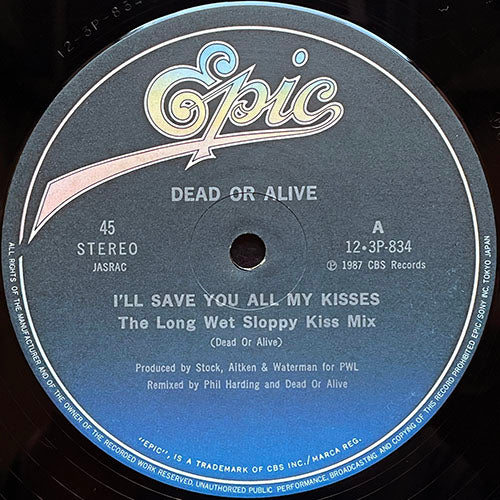 12-3P-834
Epic
DEAD OR ALIVE
45
STEREO
JASRAC
A
12・3P-834
℗ 1987 CBS Records
I'LL SAVE YOU ALL MY KISSES
The Long Wet Sloppy Kiss Mix
(Dead Or Alive)
Produced by Stock, Aitken & Waterman for PWL
Remixed by Phil Harding and Dead Or Alive
"EPIC", IS A TRADEMARK OF CBS INC./MARCA REG.
ALL RIGHTS OF THE MANUFACTURER AND OF THE OWNER OF THE RECORDED WORK RESERVED. UNAUTHORIZED PUBLIC PERFORMANCE, BROADCASTING AND COPYING OF THIS RECORD PROHIBITED EPIC/SONY INC. TOKYO JAPAN